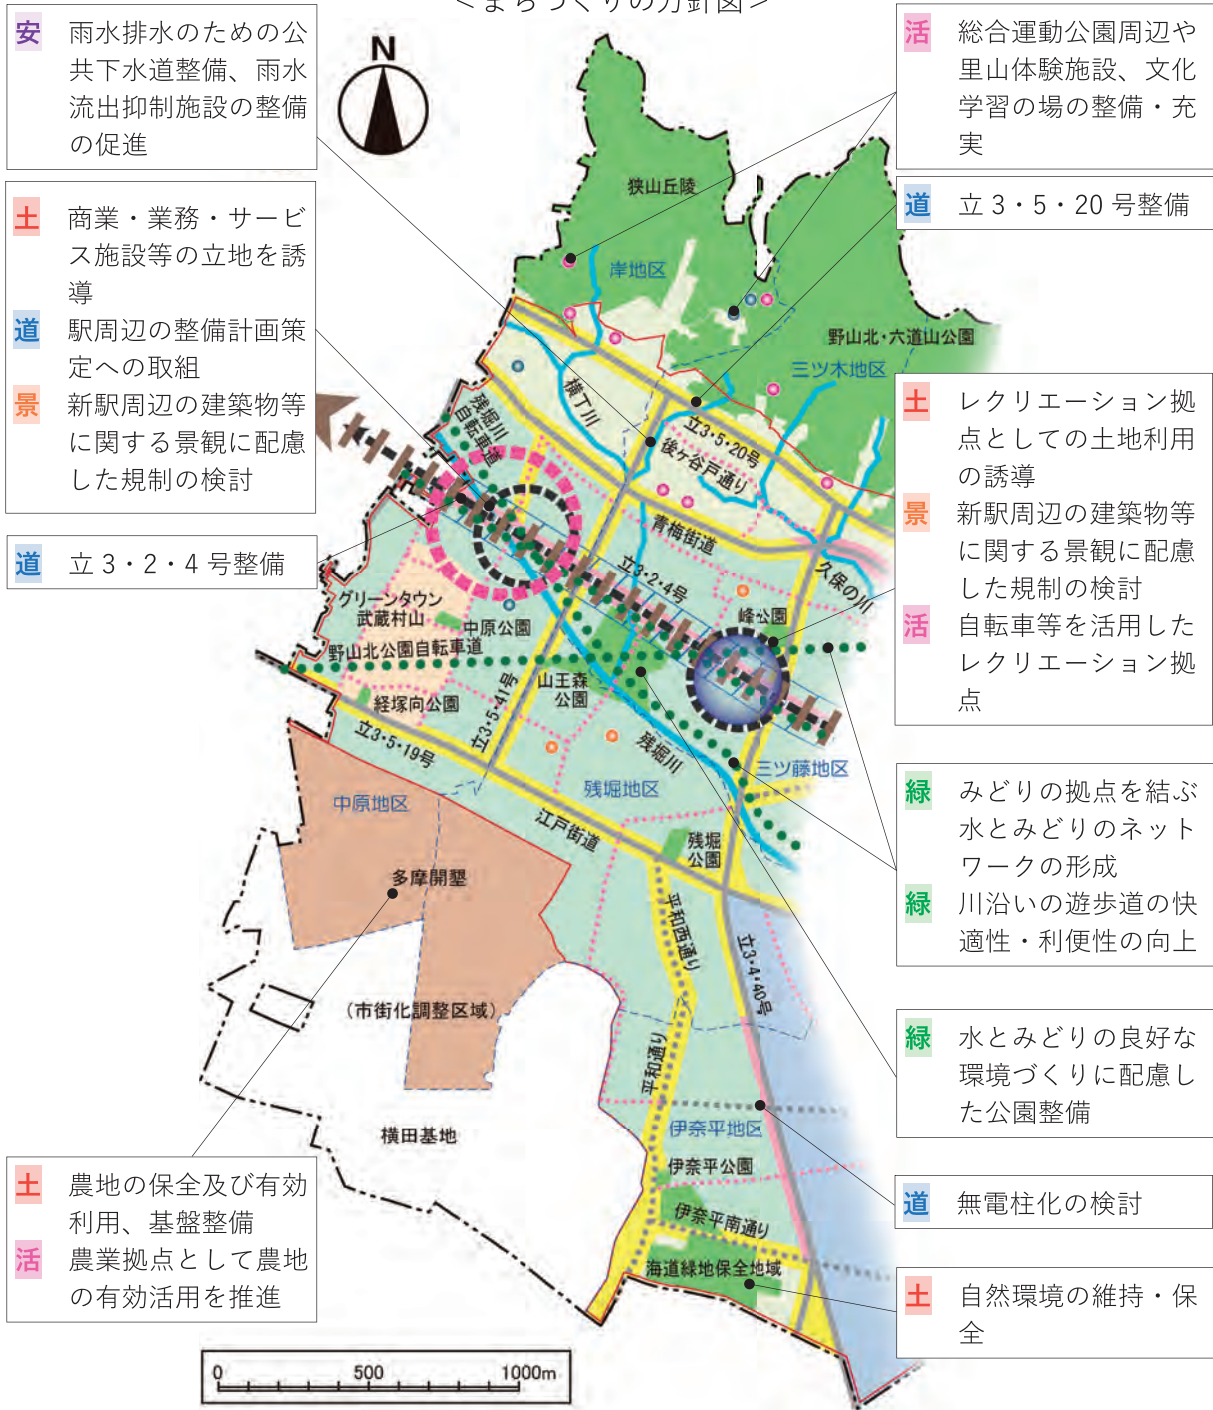 ＜まちづくりの方針図＞
安 雨水排水のための公
共下水道整備、雨水
流出抑制施設の整備
の促進
土 商業・業務・サービ
ス施設等の立地を誘
導
道 駅周辺の整備計画策
定への取組
景 新駅周辺の建築物等
に関する景観に配慮
した規制の検討
道 立 3・2・4 号整備
土 農地の保全及び有効
利用、基盤整備
活 農業拠点として農地
の有効活用を推進
N
狭山丘陵
岸地区
野山北・六道山公園
三ツ木地区
横丁川
残堀川
自転車道
立3・5・20号
後ヶ谷戸通り
青梅街道
立3・2・4号
久保の川
グリーンタウン
武蔵村山
中原公園
峰公園
野山北公園自転車道
山王森
公園
経塚向公園
立3・5・41号
立3・5・19号
残堀川
三ツ藤地区
中原地区
残堀地区
江戸街道
残堀
公園
多摩開墾
平和西通り
立3・4・40号
（市街化調整区域）
平和通り
横田基地
伊奈平地区
伊奈平公園
伊奈平南通り
海道緑地保全地域
0 500 1000m
活 総合運動公園周辺や
里山体験施設、文化
学習の場の整備・充
実
道 立 3・5・20 号整備
土 レクリエーション拠
点としての土地利用
の誘導
景 新駅周辺の建築物等
に関する景観に配慮
した規制の検討
活 自転車等を活用した
レクリエーション拠
点
緑 みどりの拠点を結ぶ
水とみどりのネット
ワークの形成
緑 川沿いの遊歩道の快
適性・利便性の向上
緑 水とみどりの良好な
環境づくりに配慮し
た公園整備
道 無電柱化の検討
土 自然環境の維持・保
全